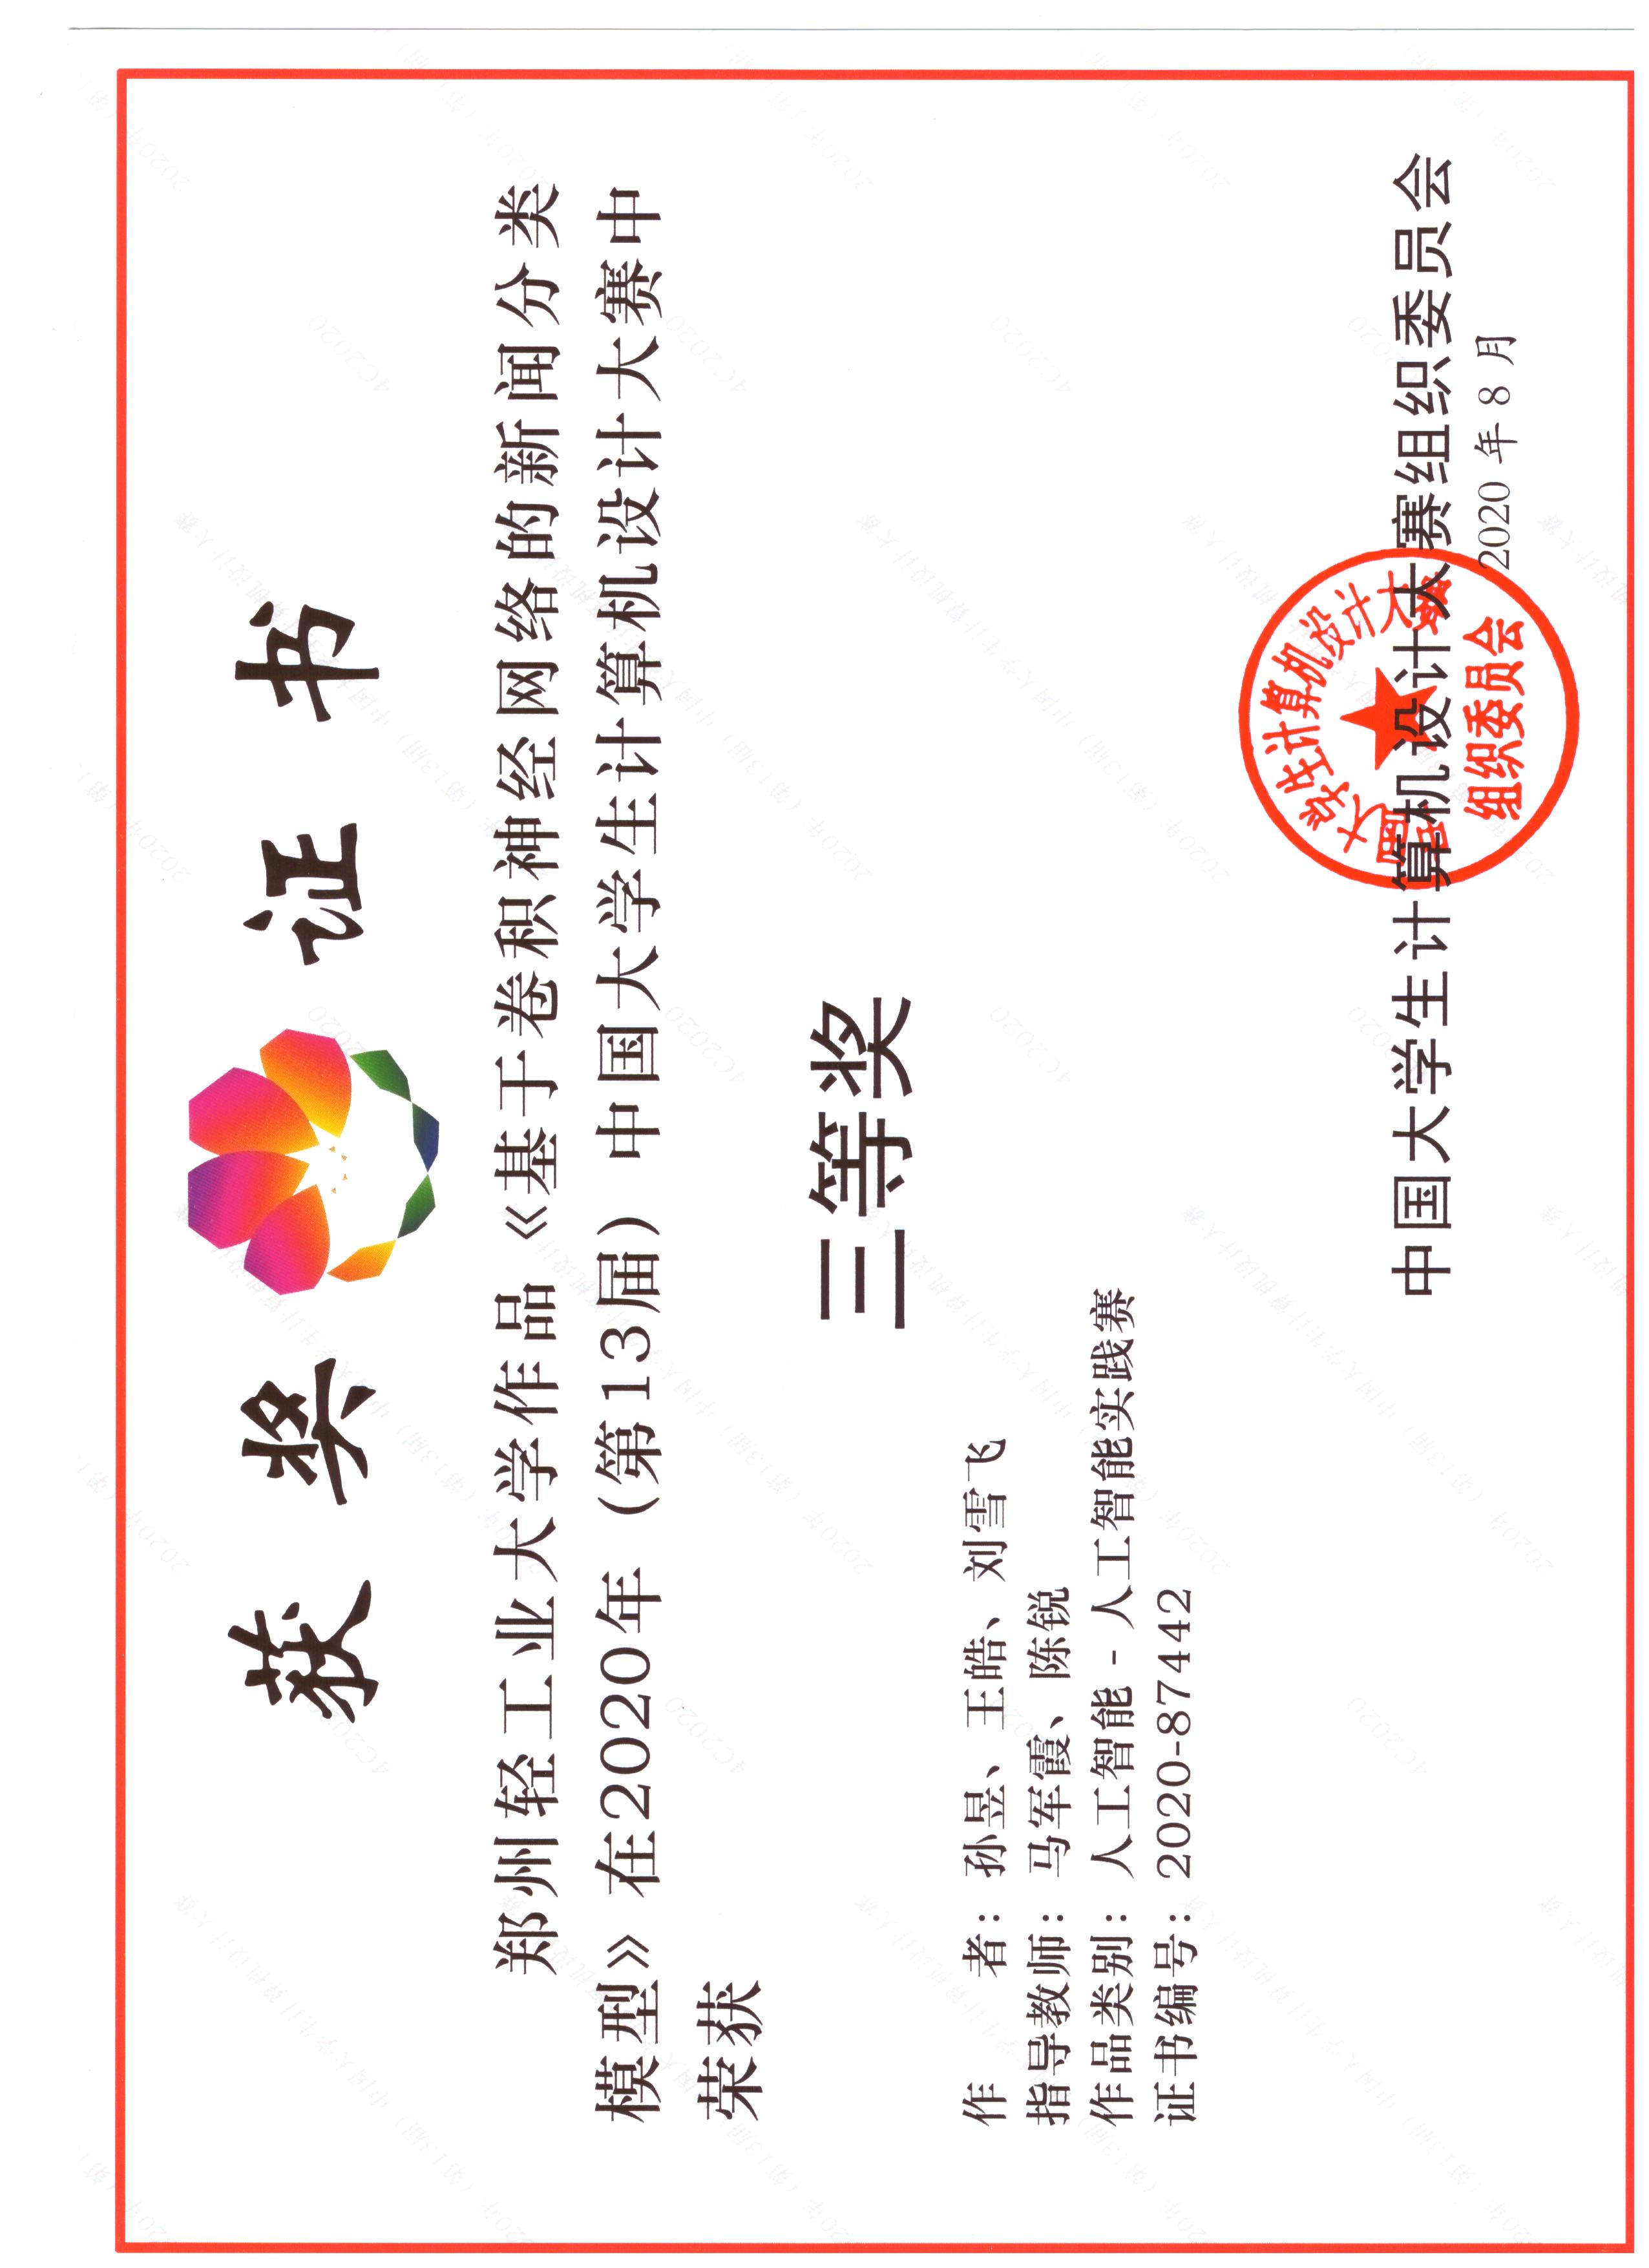 获奖证书
郑州轻工业大学作品《基于卷积神经网络的新闻分类
模型》在2020年（第13届）中国大学生计算机设计大赛中
荣获
三等奖
作　　者：孙昱、王皓、刘雪飞
指导教师：马军霞、陈锐
作品类别：人工智能-人工智能实践赛
证书编号：2020-87442
中国大学生计算机设计大赛组织委员会
2020 年 8 月
中国大学生计算机设计大赛
组织委员会